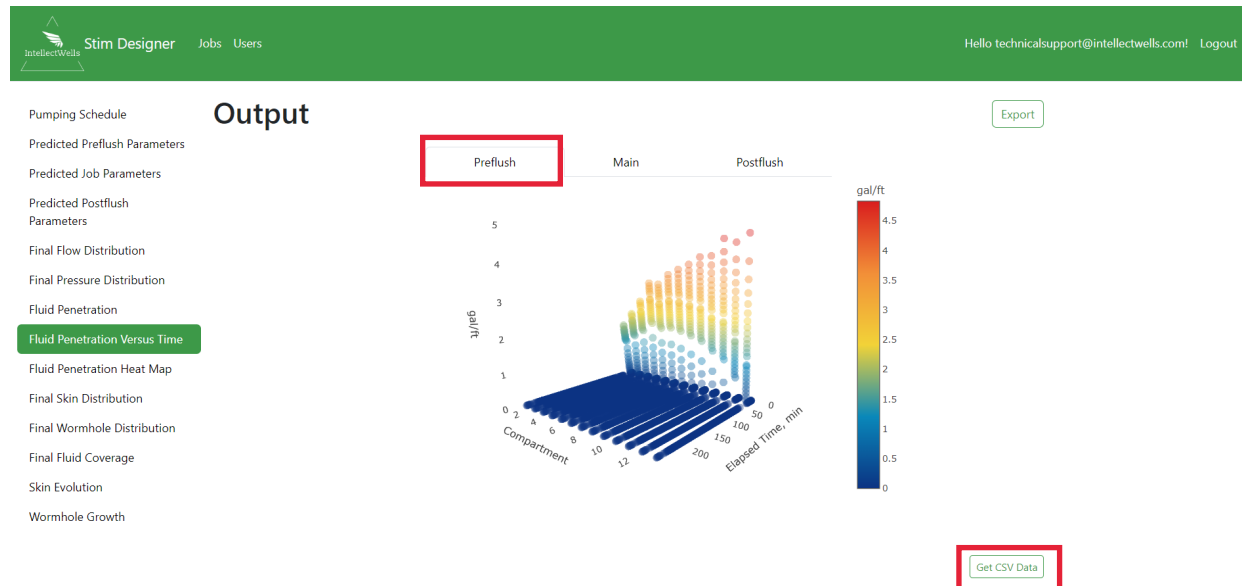 IntellectWells
Stim Designer
Jobs
Users
Hello technicalsupport@intellectwells.com!
Logout
Pumping Schedule
Predicted Preflush Parameters
Predicted Job Parameters
Predicted Postflush
Parameters
Final Flow Distribution
Final Pressure Distribution
Fluid Penetration
Fluid Penetration Versus Time
Fluid Penetration Heat Map
Final Skin Distribution
Final Wormhole Distribution
Final Fluid Coverage
Skin Evolution
Wormhole Growth
Output
Export
Preflush
Main
Postflush
5
4
3
2
1
0
gal/ft
2
4
6
8
10
12
Compartment
200
150
100
50
0
Elapsed Time, min
gal/ft
4.5
4
3.5
3
2.5
2
1.5
1
0.5
0
Get CSV Data